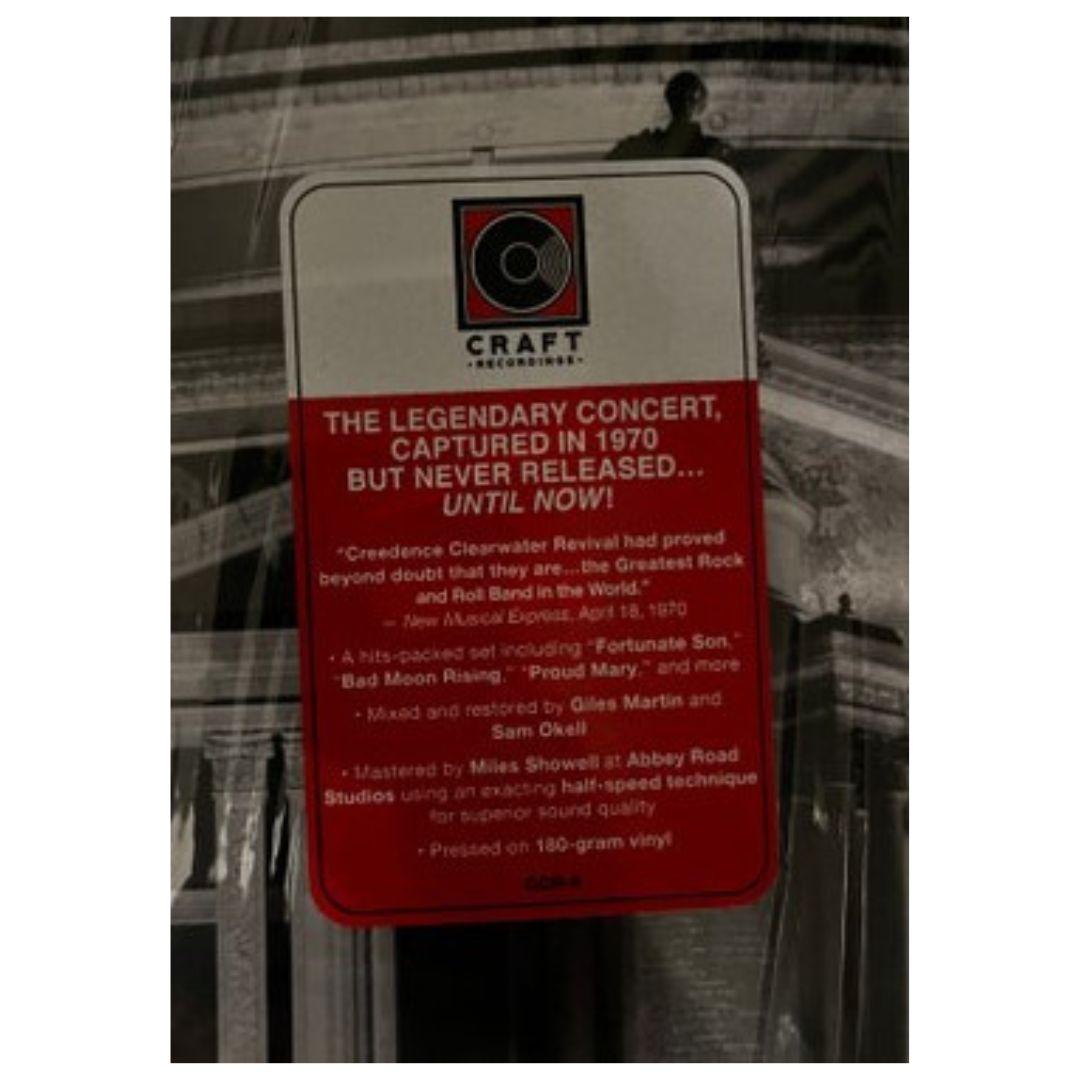 CRAFT
• RECORDINGS •
THE LEGENDARY CONCERT,
CAPTURED IN 1970
BUT NEVER RELEASED...
UNTIL NOW!
"Creedence Clearwater Revival had proved
beyond doubt that they are...the Greatest Rock
and Roll Band in the World."
— New Musical Express, April 18, 1970
• A hits-packed set including "Fortunate Son,"
"Bad Moon Rising," "Proud Mary," and more
• Mixed and restored by Giles Martin and
Sam Okell
• Mastered by Miles Showell at Abbey Road
Studios using an exacting half-speed technique
for superior sound quality
• Pressed on 180-gram vinyl